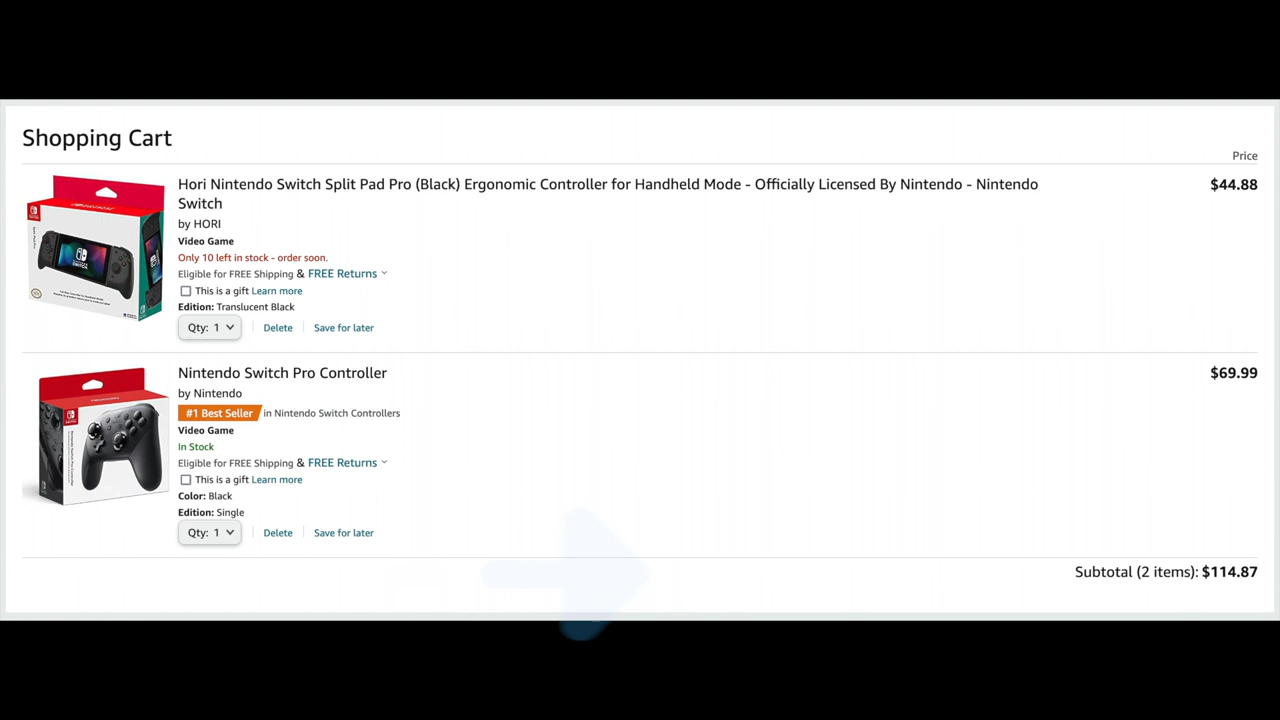 Shopping Cart
Price
Hori Nintendo Switch Split Pad Pro (Black) Ergonomic Controller for Handheld Mode - Officially Licensed By Nintendo - Nintendo
Switch
$44.88
by HORI
Video Game
Only 10 left in stock - order soon.
Eligible for FREE Shipping & FREE Returns
This is a gift Learn more
Edition: Translucent Black
Qty: 1 Delete Save for later
Nintendo Switch Pro Controller
$69.99
by Nintendo
#1 Best Seller in Nintendo Switch Controllers
Video Game
In Stock
Eligible for FREE Shipping & FREE Returns
This is a gift Learn more
Color: Black
Edition: Single
Qty: 1 Delete Save for later
Subtotal (2 items): $114.87